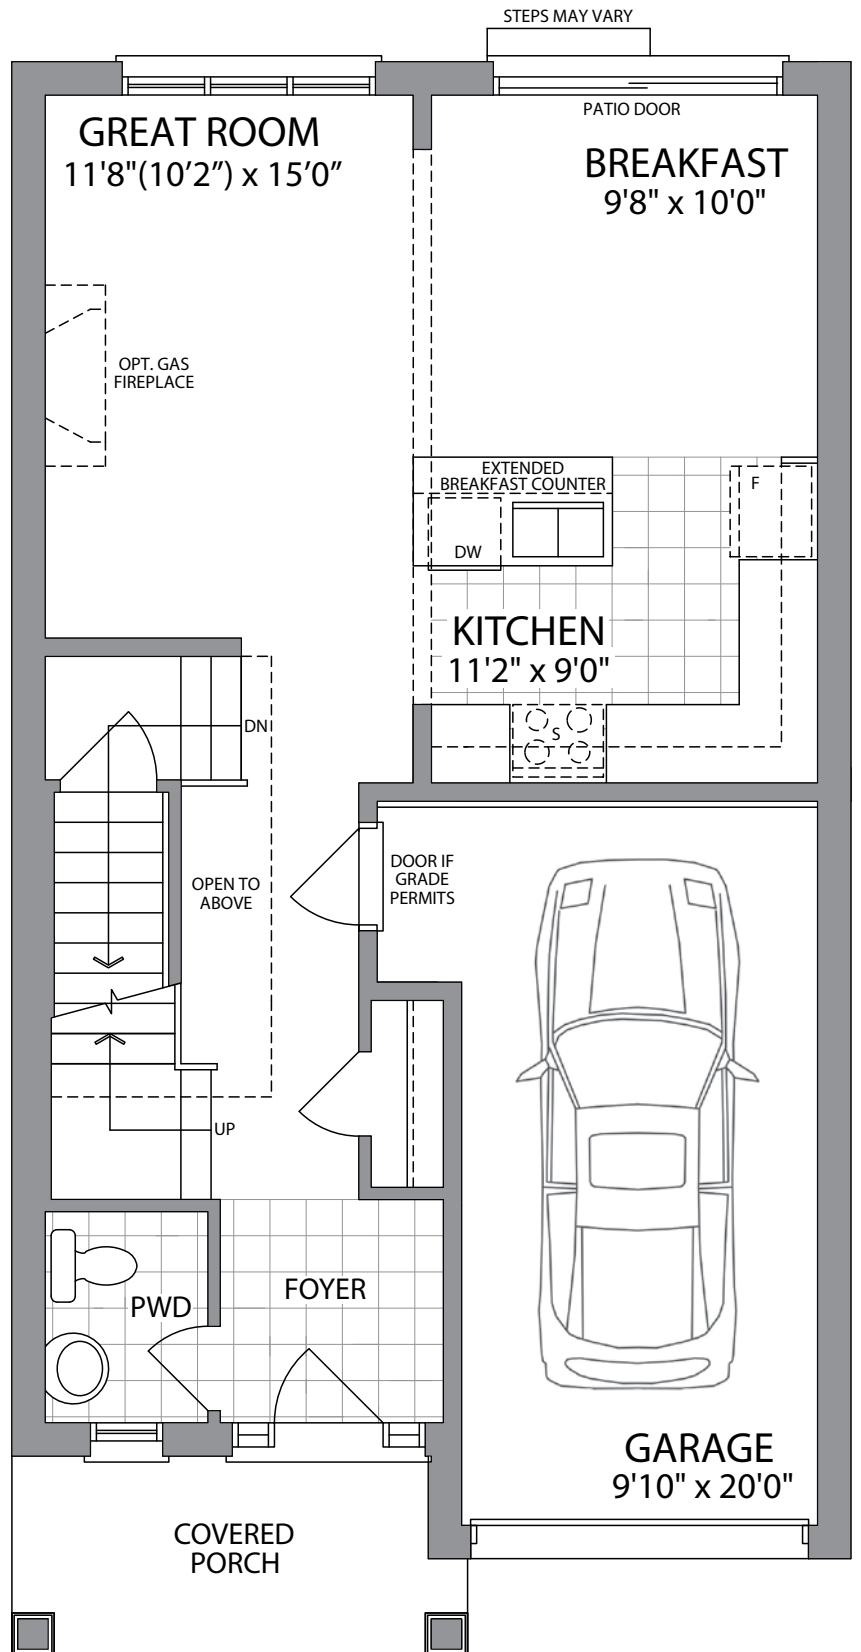 STEPS MAY VARY
PATIO DOOR
GREAT ROOM
11'8"(10’2”) x 15’0”
BREAKFAST
9'8" x 10'0"
OPT. GAS
FIREPLACE
EXTENDED
BREAKFAST COUNTER
F
DW
KITCHEN
11'2" x 9'0"
S
DN
OPEN TO
ABOVE
DOOR IF
GRADE
PERMITS
UP
PWD
FOYER
GARAGE
9'10" x 20'0"
COVERED
PORCH